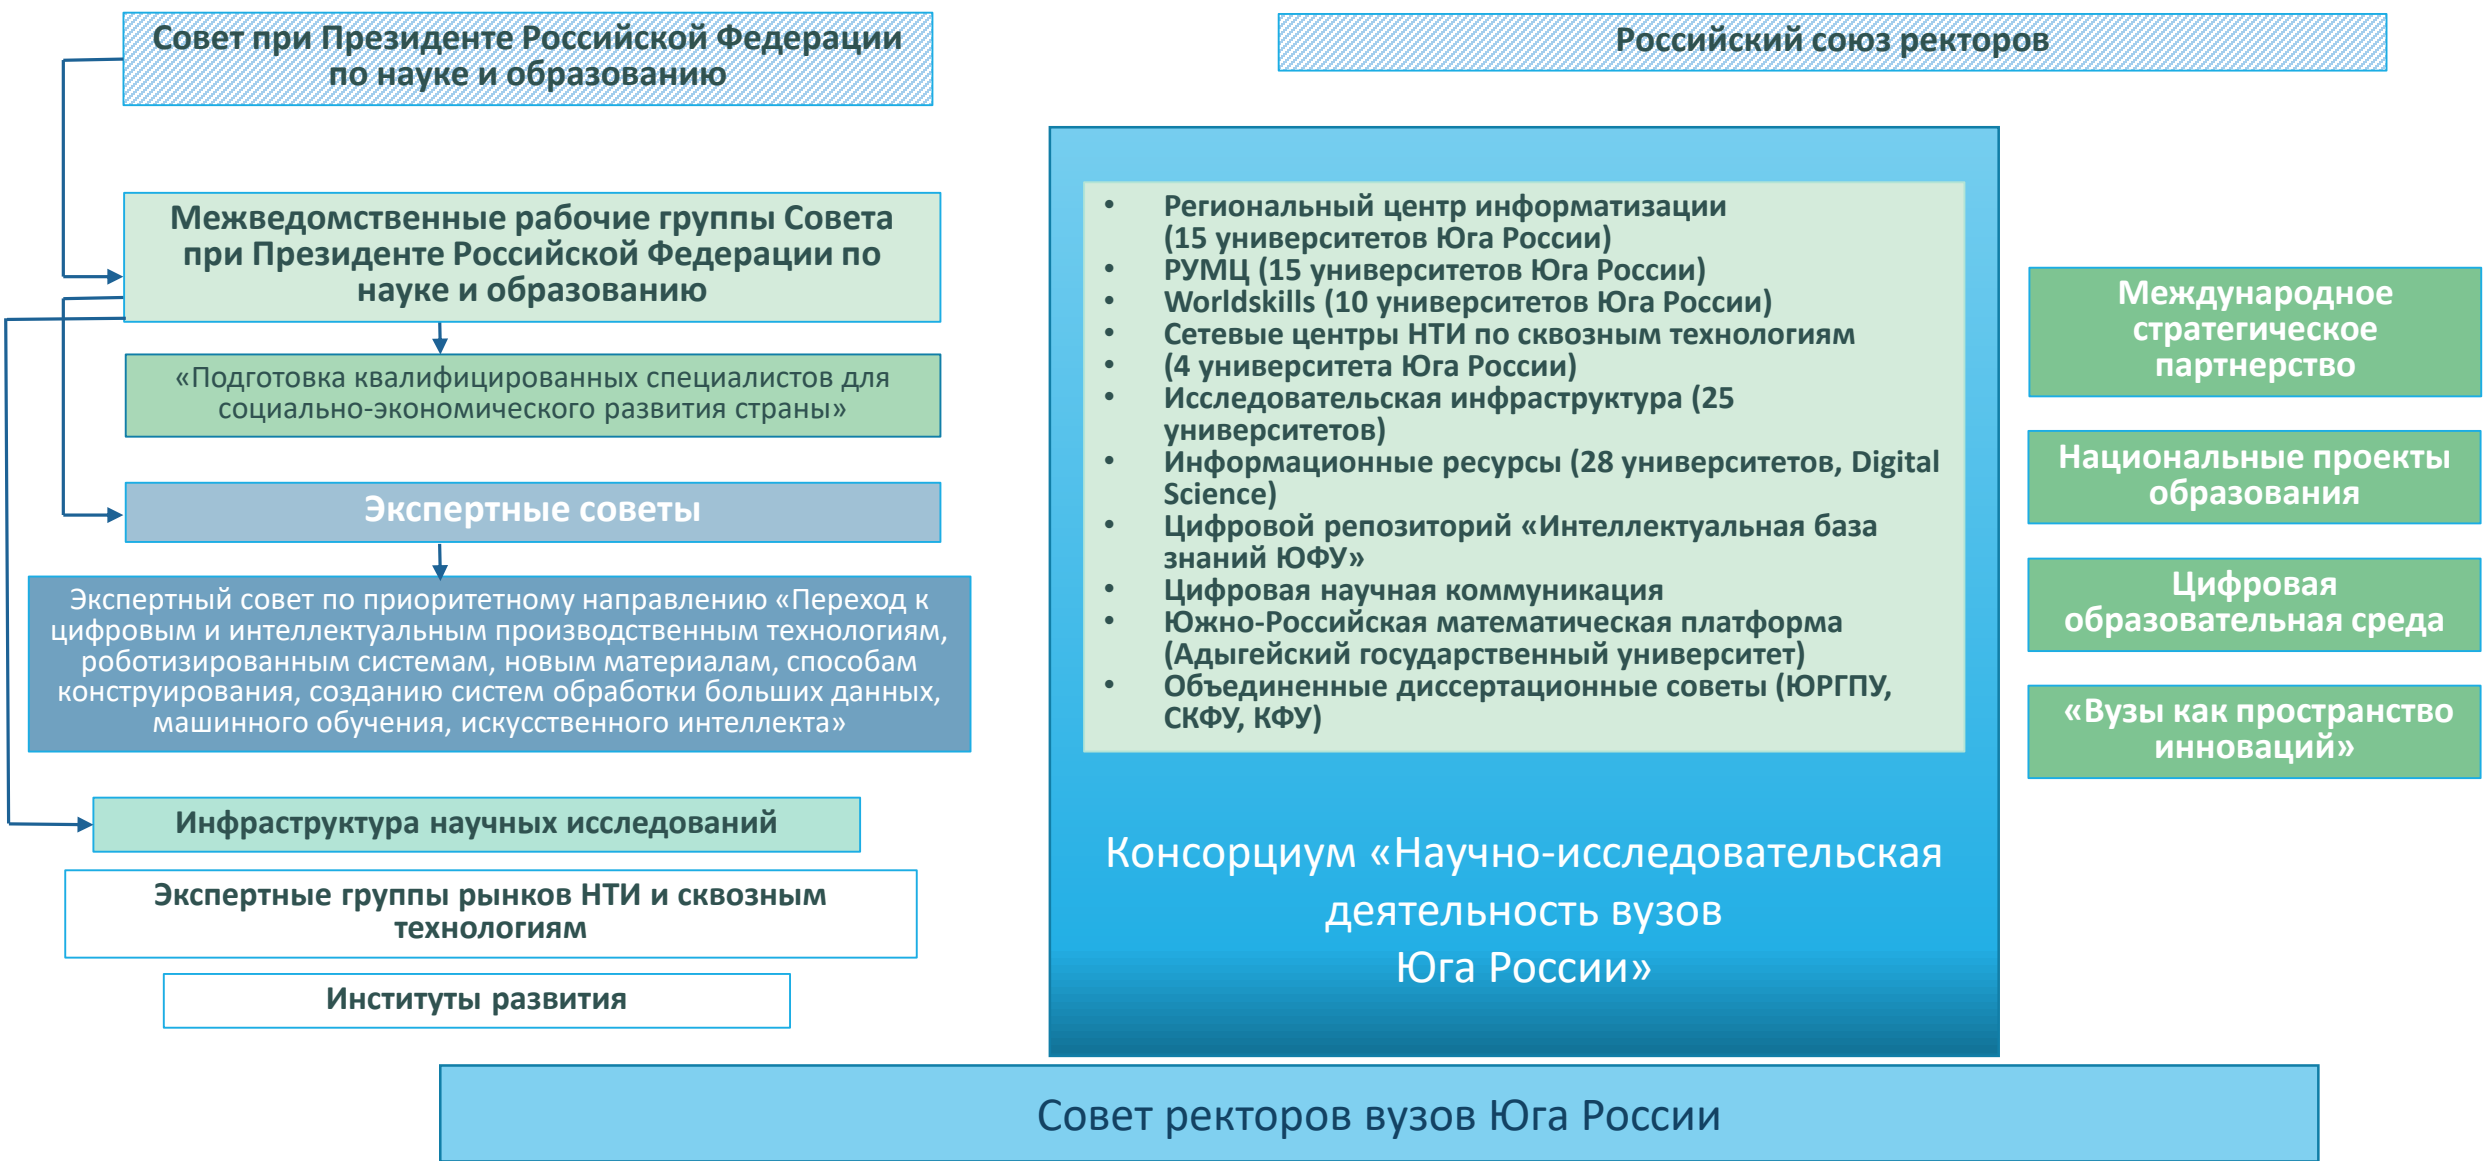 Совет при Президенте Российской Федерации
по науке и образованию
Российский союз ректоров
Межведомственные рабочие группы Совета
при Президенте Российской Федерации по
науке и образованию
«Подготовка квалифицированных специалистов для
социально-экономического развития страны»
Экспертные советы
Экспертный совет по приоритетному направлению «Переход к
цифровым и интеллектуальным производственным технологиям,
роботизированным системам, новым материалам, способам
конструирования, созданию систем обработки больших данных,
машинного обучения, искусственного интеллекта»
Инфраструктура научных исследований
Экспертные группы рынков НТИ и сквозным
технологиям
Институты развития
• Региональный центр информатизации
(15 университетов Юга России)
• РУМЦ (15 университетов Юга России)
• Worldskills (10 университетов Юга России)
• Сетевые центры НТИ по сквозным технологиям
• (4 университета Юга России)
• Исследовательская инфраструктура (25
университетов)
• Информационные ресурсы (28 университетов, Digital
Science)
• Цифровой репозиторий «Интеллектуальная база
знаний ЮФУ»
• Цифровая научная коммуникация
• Южно-Российская математическая платформа
(Адыгейский государственный университет)
• Объединенные диссертационные советы (ЮРГПУ,
СКФУ, КФУ)
Консорциум «Научно-исследовательская
деятельность вузов
Юга России»
Международное
стратегическое
партнерство
Национальные проекты
образования
Цифровая
образовательная среда
«Вузы как пространство
инноваций»
Совет ректоров вузов Юга России